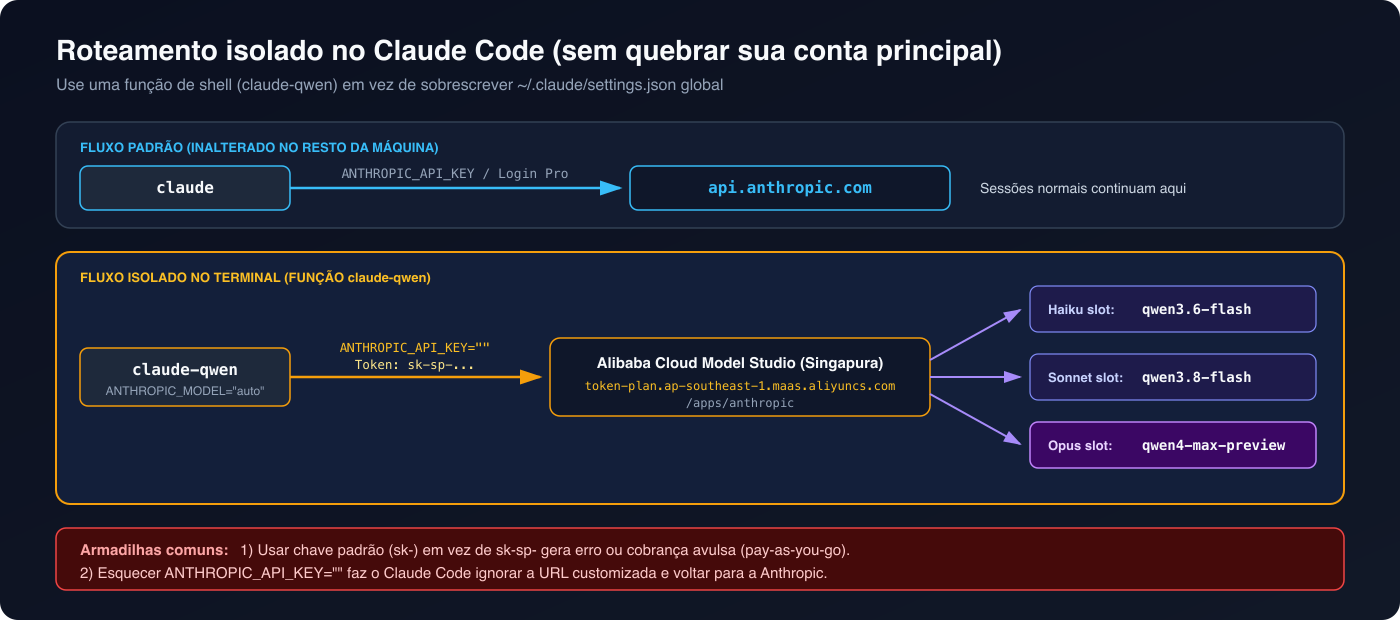 Roteamento isolado no Claude Code (sem quebrar sua conta principal)
Use uma função de shell (claude-qwen) em vez de sobrescrever ~/.claude/settings.json global
FLUXO PADRÃO (INALTERADO NO RESTO DA MÁQUINA)
claude
ANTHROPIC_API_KEY / Login Pro
api.anthropic.com
Sessões normais continuam aqui
FLUXO ISOLADO NO TERMINAL (FUNÇÃO claude-qwen)
claude-qwen
ANTHROPIC_MODEL="auto"
ANTHROPIC_API_KEY=""
Token: sk-sp-...
Alibaba Cloud Model Studio (Singapura)
token-plan.ap-southeast-1.maas.aliyuncs.com
/apps/anthropic
Haiku slot: qwen3.6-flash
Sonnet slot: qwen3.8-flash
Opus slot: qwen4-max-preview
Armadilhas comuns: 1) Usar chave padrão (sk-) em vez de sk-sp- gera erro ou cobrança avulsa (pay-as-you-go).
2) Esquecer ANTHROPIC_API_KEY="" faz o Claude Code ignorar a URL customizada e voltar para a Anthropic.